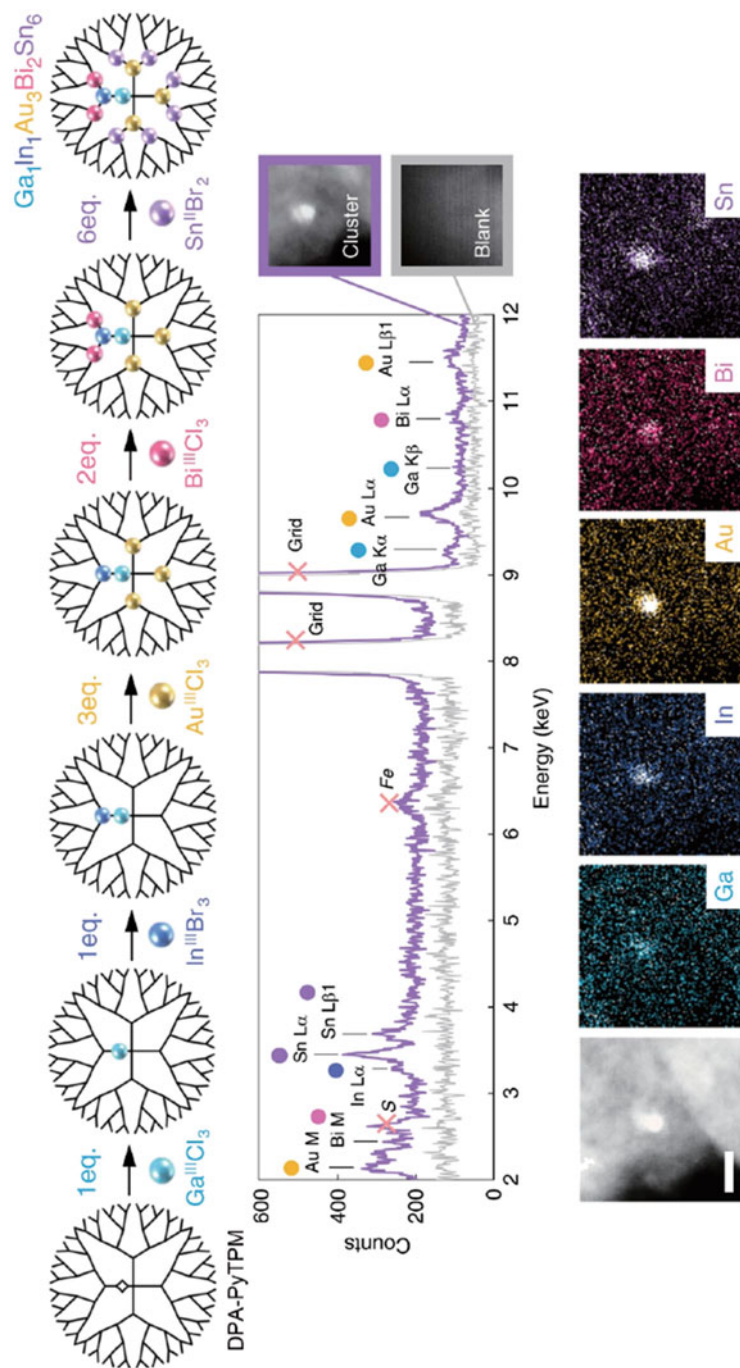 Ga₁In₁Au₃Bi₂Sn₆
1eq.
1eq.
3eq.
2eq.
6eq.
GaᴵᴵᴵCl₃
InᴵᴵᴵBr₃
AuᴵᴵᴵCl₃
BiᴵᴵᴵCl₃
SnᴵᴵBr₂
DPA-PyTPM
Counts
600
400
200
0
Au M
Bi M
S
In Lα
Sn Lα
Sn Lβ1
Fe
Grid
Grid
Ga Kα
Au Lα
Ga Kβ
Bi Lα
Au Lβ1
2
3
4
5
6
7
8
9
10
11
12
Energy (keV)
Cluster
Blank
Ga
In
Au
Bi
Sn